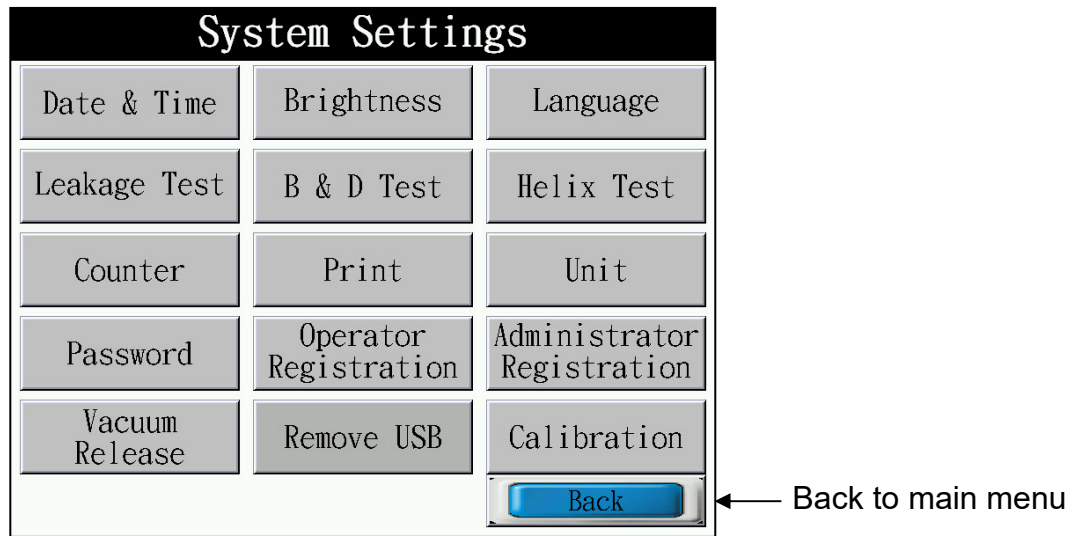 System Settings
Date & Time
Brightness
Language
Leakage Test
B & D Test
Helix Test
Counter
Print
Unit
Password
Operator
Registration
Administrator
Registration
Vacuum
Release
Remove USB
Calibration
Back
Back to main menu